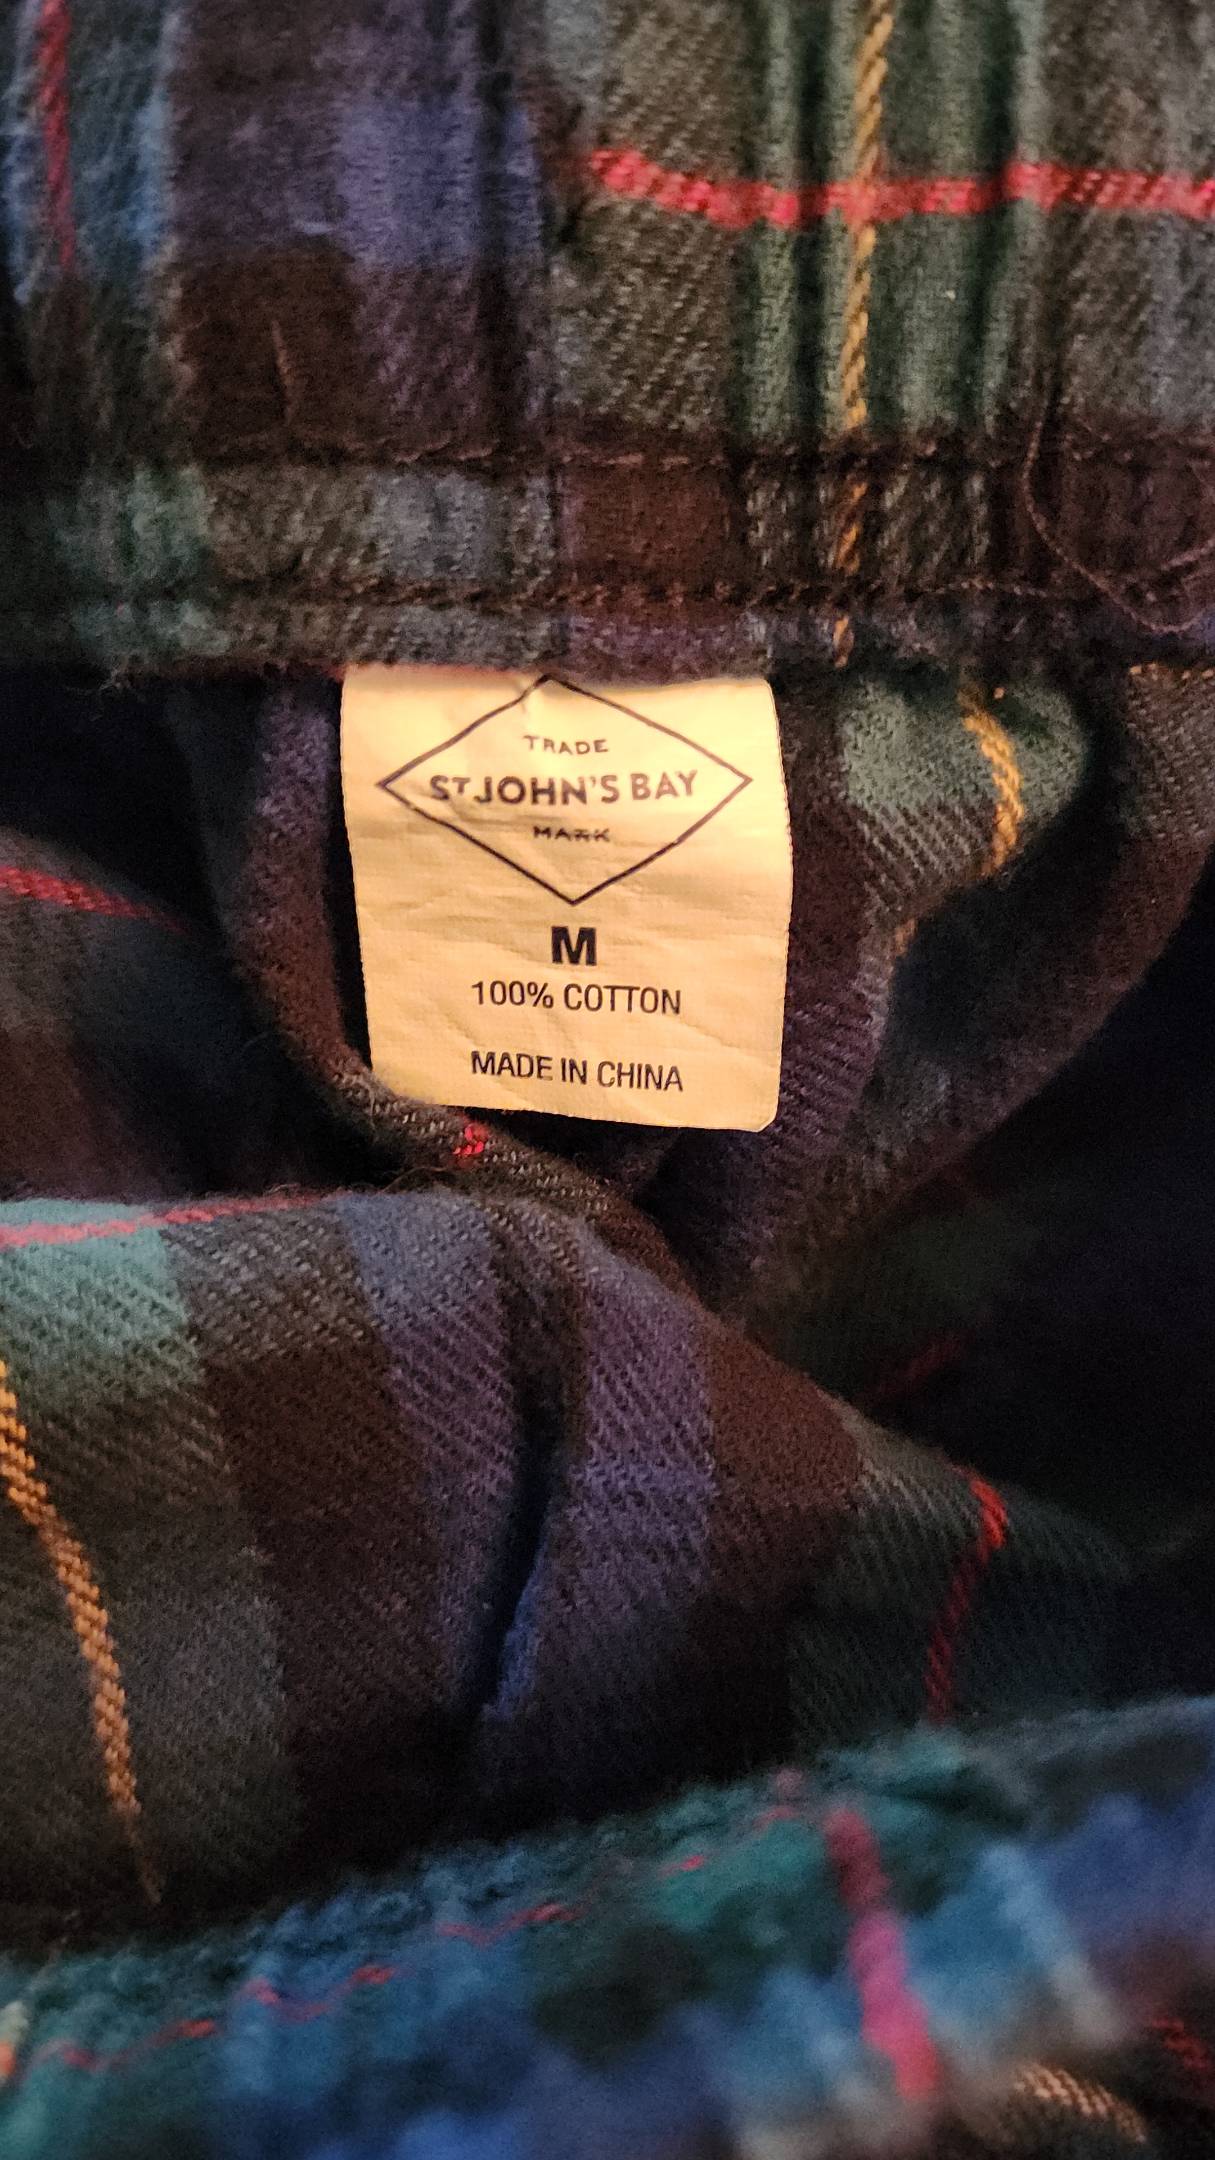 TRADE
ST JOHN'S BAY
MARK
M
100% COTTON
MADE IN CHINA